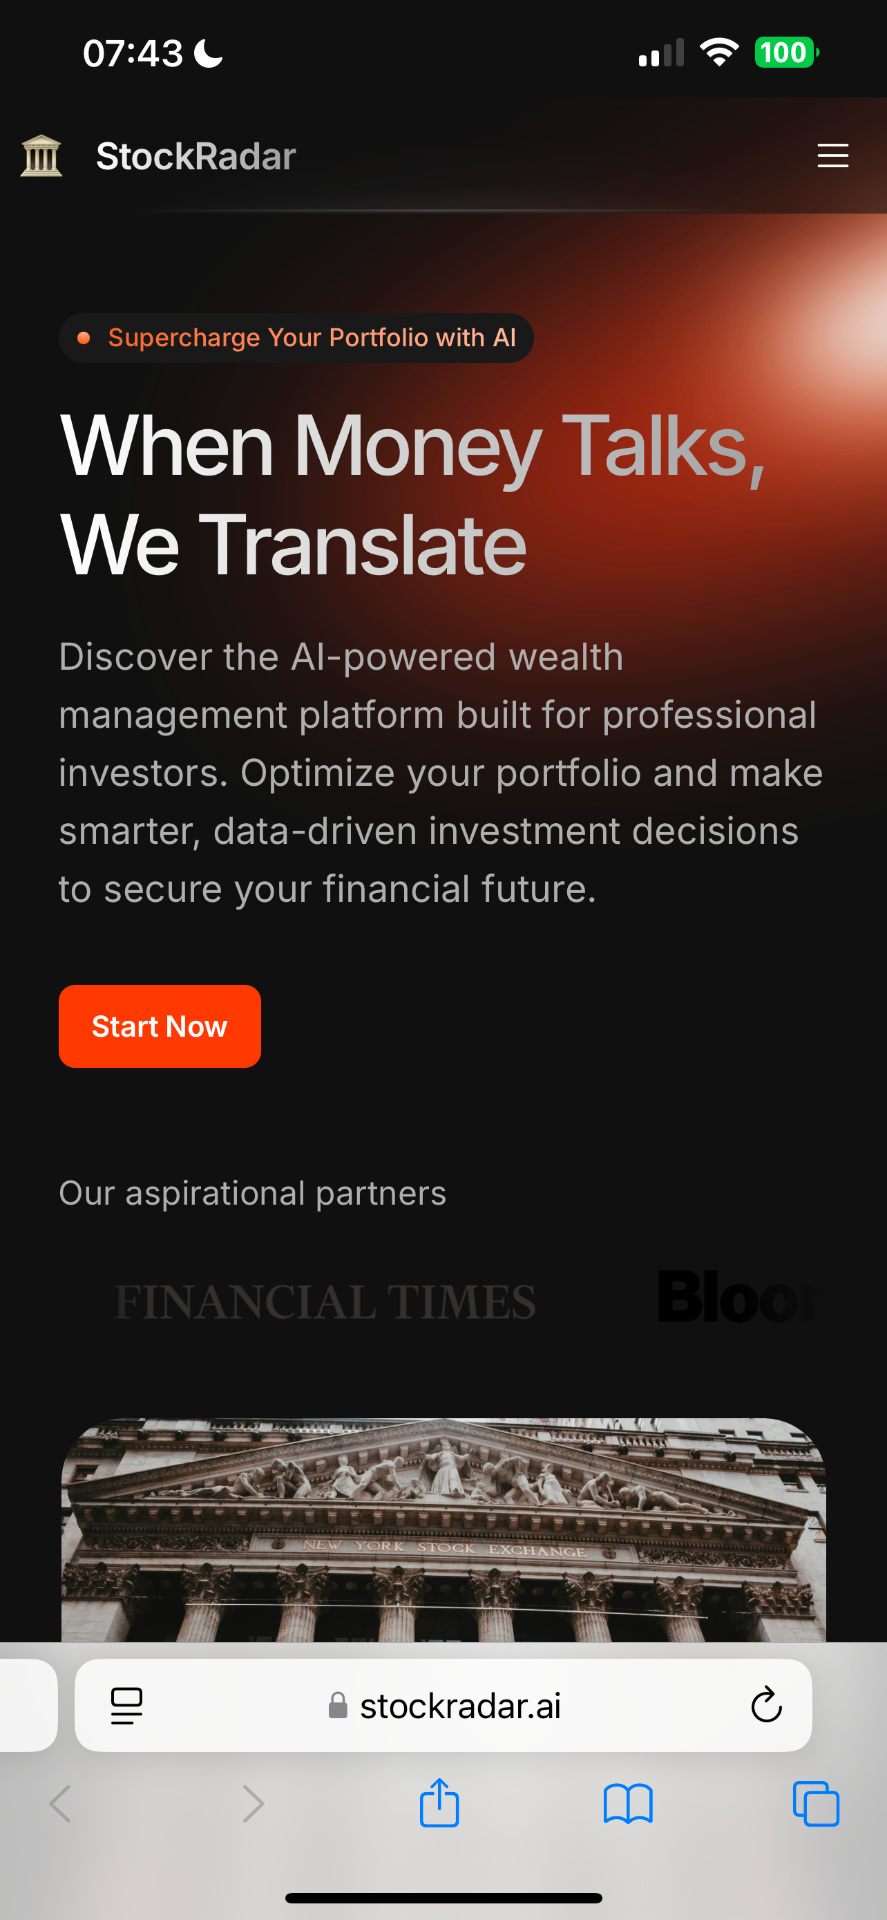 07:43
100
StockRadar
Supercharge Your Portfolio with AI
When Money Talks,
We Translate
Discover the AI-powered wealth
management platform built for professional
investors. Optimize your portfolio and make
smarter, data-driven investment decisions
to secure your financial future.
Start Now
Our aspirational partners
FINANCIAL TIMES Bloor
NEW YORK STOCK EXCHANGE
stockradar.ai